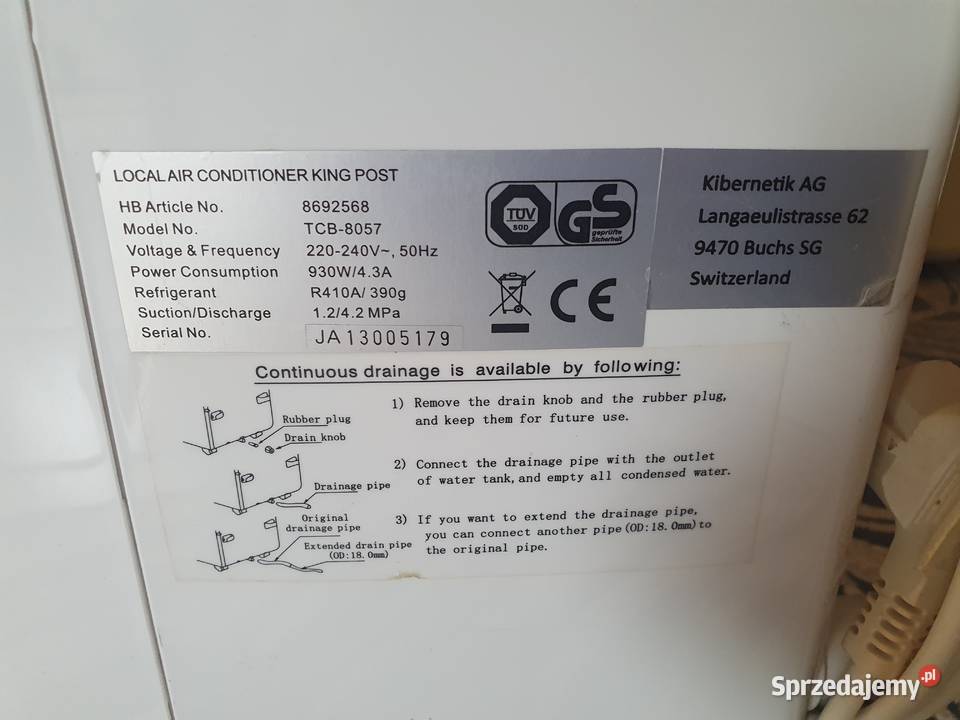 LOCAL AIR CONDITIONER KING POST
HB Article No. 8692568
Model No. TCB-8057
Voltage & Frequency 220-240V~, 50Hz
Power Consumption 930W/4.3A
Refrigerant R410A/ 390g
Suction/Discharge 1.2/4.2 MPa
Serial No. JA13005179
TÜV
SÜD
GS
geprüfte
Sicherheit
CE
Kibernetik AG
Langaeulistrasse 62
9470 Buchs SG
Switzerland
Continuous drainage is available by following:
Rubber plug
Drain knob
1) Remove the drain knob and the rubber plug,
and keep them for future use.
Drainage pipe
2) Connect the drainage pipe with the outlet
of water tank, and empty all condensed water.
Original
drainage pipe
Extended drain pipe
(OD:18.0mm)
3) If you want to extend the drainage pipe,
you can connect another pipe(OD:18.0mm)to
the original pipe.
Sprzedajemy.pl